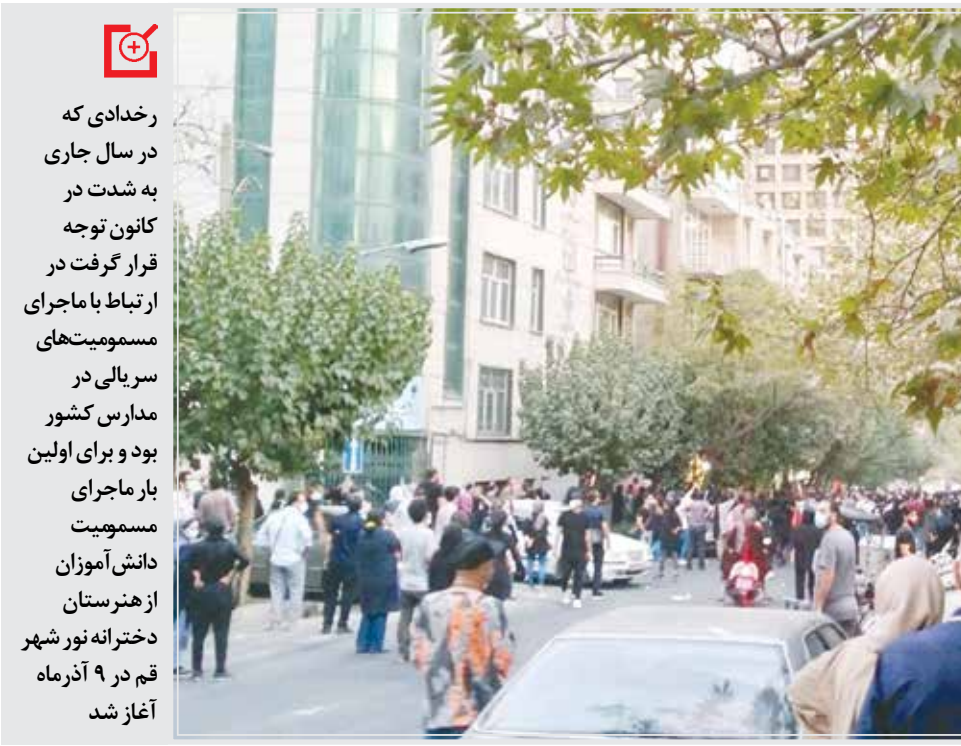 رخدادی که
در سال جاری
به شدت در
کانون توجه
قرار گرفت در
ارتباط با ماجرای
مسمومیت‌های
سریالی در
مدارس کشور
بود و برای اولین
بار ماجرای
مسمومیت
دانش‌آموزان
از هنرستان
دخترانه نور شهر
قم در ۹ آذرماه
آغاز شد